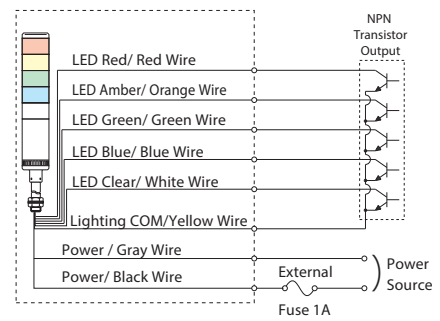 NPN
Transistor
Output
LED Red/ Red Wire
LED Amber/ Orange Wire
LED Green/ Green Wire
LED Blue/ Blue Wire
LED Clear/ White Wire
Lighting COM/Yellow Wire
Power / Gray Wire
Power/ Black Wire
External
Fuse 1A
Power
Source